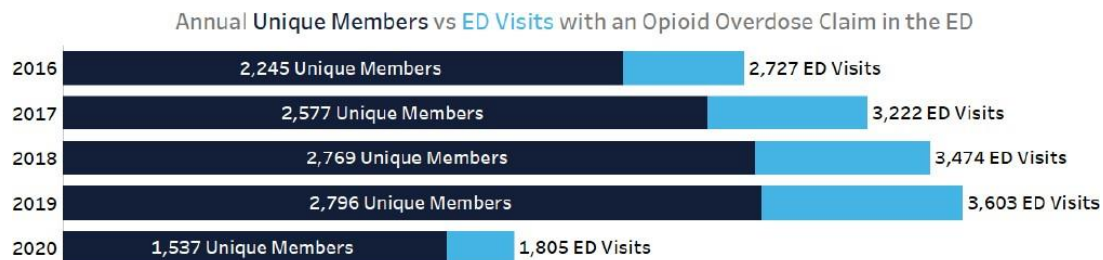 Annual Unique Members vs ED Visits with an Opioid Overdose Claim in the ED
2016 2,245 Unique Members 2,727 ED Visits
2017 2,577 Unique Members 3,222 ED Visits
2018 2,769 Unique Members 3,474 ED Visits
2019 2,796 Unique Members 3,603 ED Visits
2020 1,537 Unique Members 1,805 ED Visits